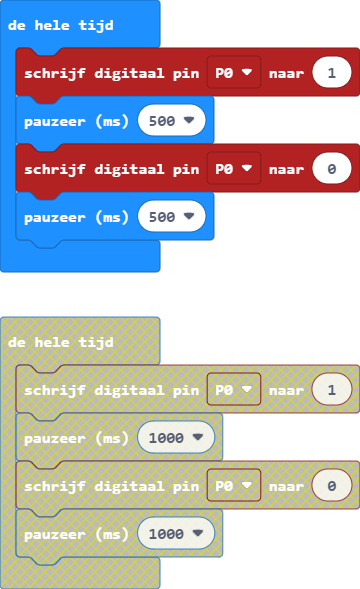 de hele tijd
schrijf digitaal pin P0 naar 1
pauzeer (ms) 500
schrijf digitaal pin P0 naar 0
pauzeer (ms) 500
de hele tijd
schrijf digitaal pin P0 naar 1
pauzeer (ms) 1000
schrijf digitaal pin P0 naar 0
pauzeer (ms) 1000